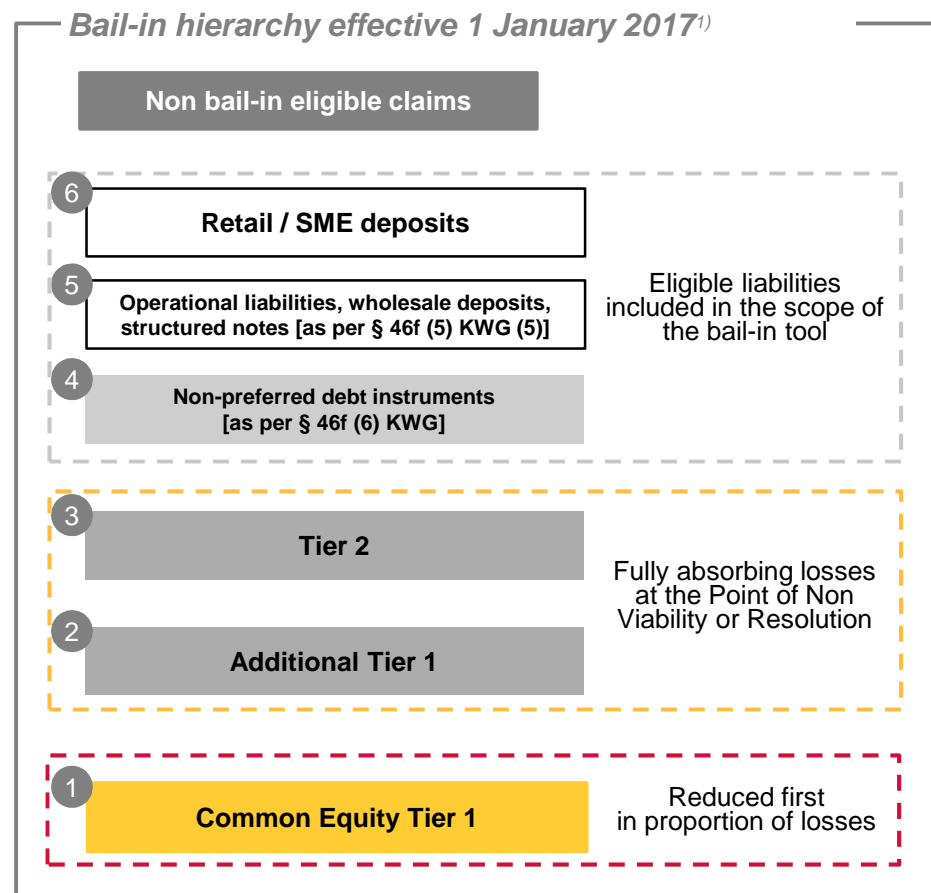 Bail-in hierarchy effective 1 January 2017¹⁾
Non bail-in eligible claims
6
Retail / SME deposits
5
Operational liabilities, wholesale deposits,
structured notes [as per § 46f (5) KWG (5)]
4
Non-preferred debt instruments
[as per § 46f (6) KWG]
Eligible liabilities
included in the scope of
the bail-in tool
3
Tier 2
2
Additional Tier 1
Fully absorbing losses
at the Point of Non
Viability or Resolution
1
Common Equity Tier 1
Reduced first
in proportion of losses